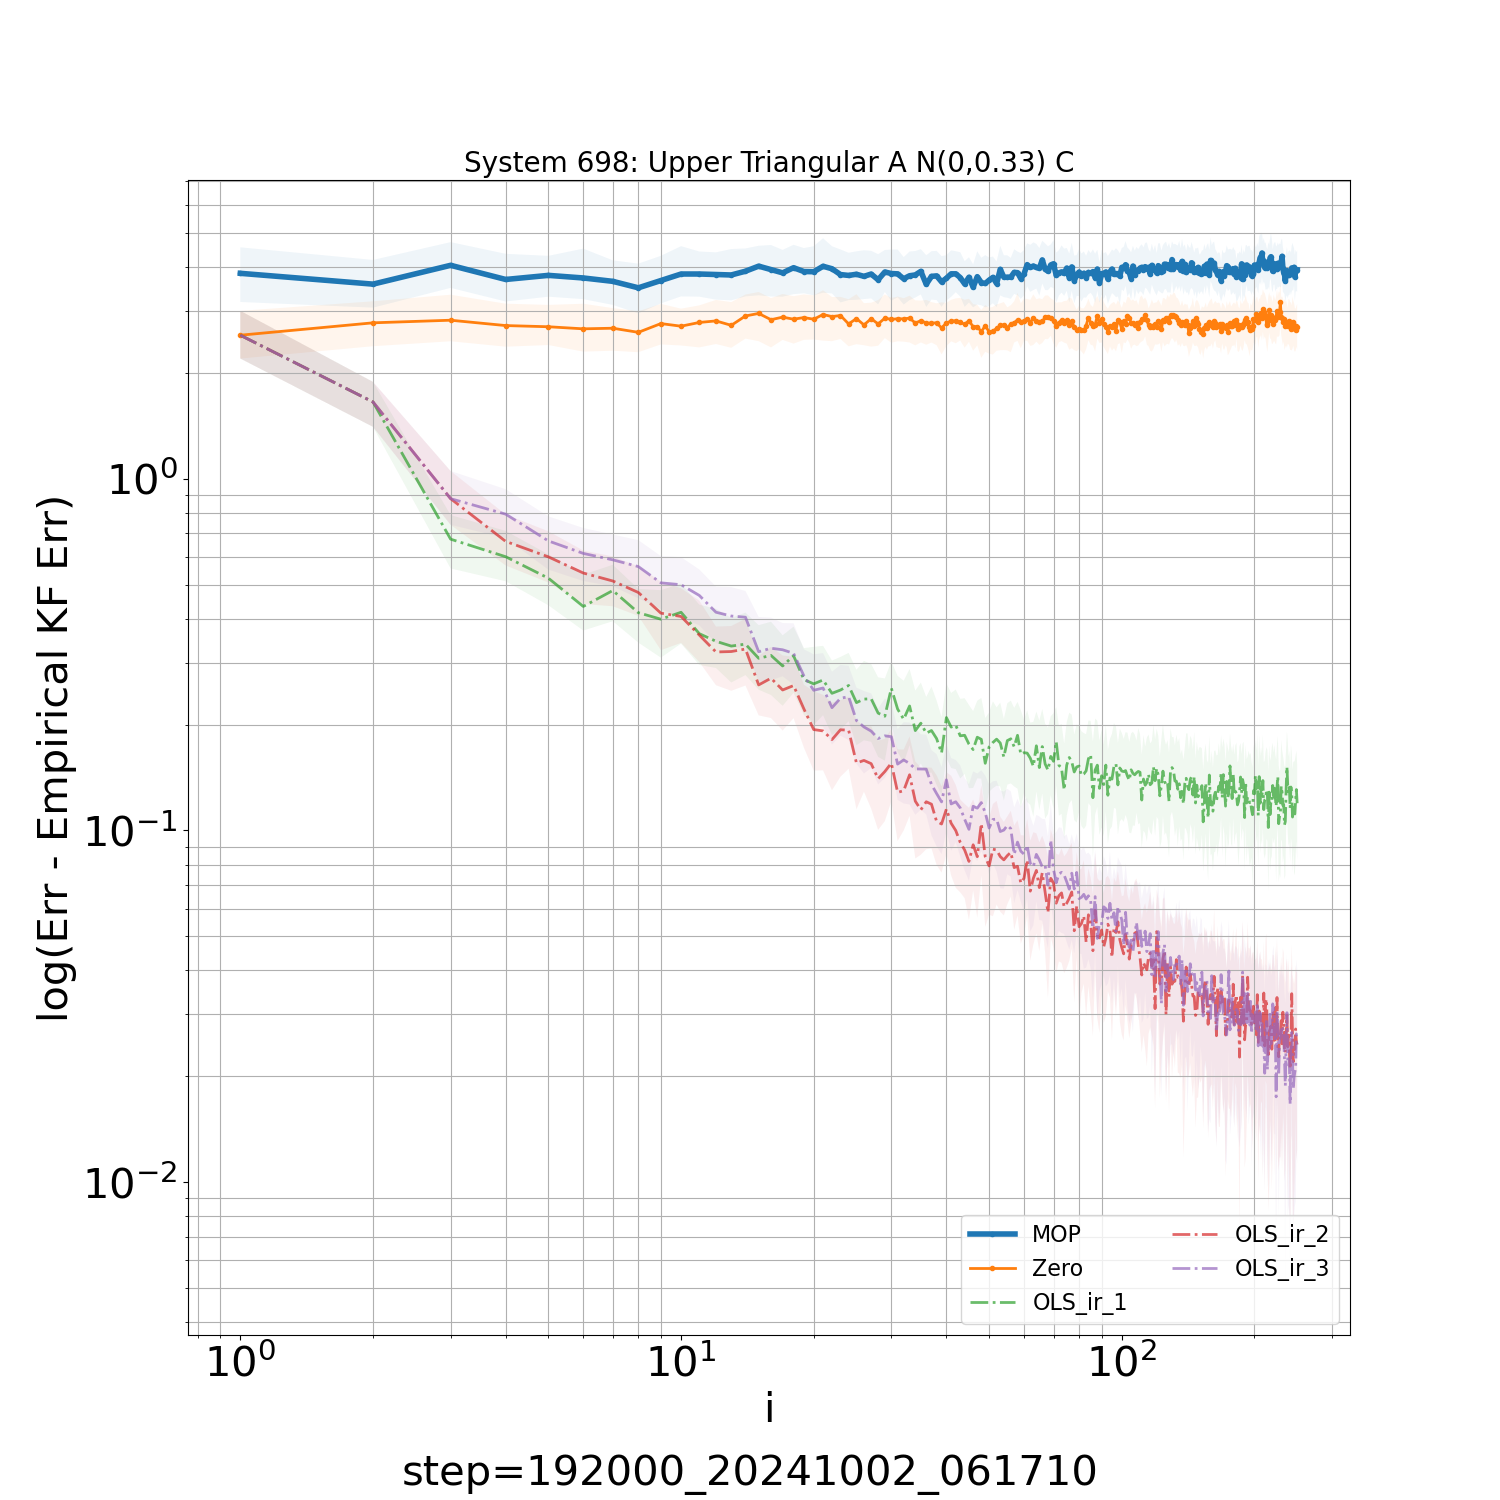 System 698: Upper Triangular A N(0,0.33) C
log(Err - Empirical KF Err)
10⁰
10⁻¹
10⁻²
MOP
Zero
OLS_ir_1
OLS_ir_2
OLS_ir_3
10⁰ 10¹ 10²
i
step=192000_20241002_061710